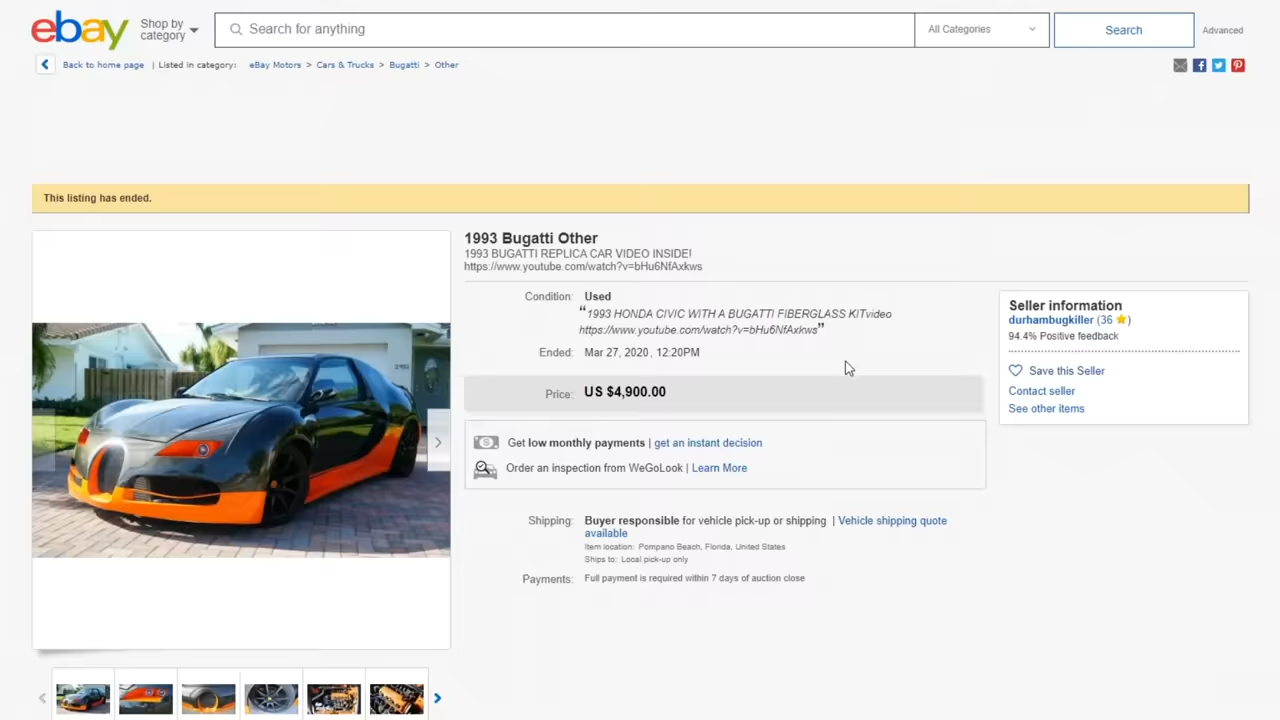 ebay
Shop by
category
Search for anything
All Categories
Search
Advanced
Back to home page | Listed in category: eBay Motors > Cars & Trucks > Bugatti > Other
This listing has ended.
1993 Bugatti Other
1993 BUGATTI REPLICA CAR VIDEO INSIDE!
https://www.youtube.com/watch?v=bHu6NfAxkws
Condition: Used
“1993 HONDA CIVIC WITH A BUGATTI FIBERGLASS KITvideo
https://www.youtube.com/watch?v=bHu6NfAxkws”
Ended: Mar 27, 2020 , 12:20PM
Price: US $4,900.00
Get low monthly payments | get an instant decision
Order an inspection from WeGoLook | Learn More
Shipping: Buyer responsible for vehicle pick-up or shipping | Vehicle shipping quote
available
Item location: Pompano Beach, Florida, United States
Ships to: Local pick-up only
Payments: Full payment is required within 7 days of auction close
Seller information
durhambugkiller (36 )
94.4% Positive feedback
Save this Seller
Contact seller
See other items